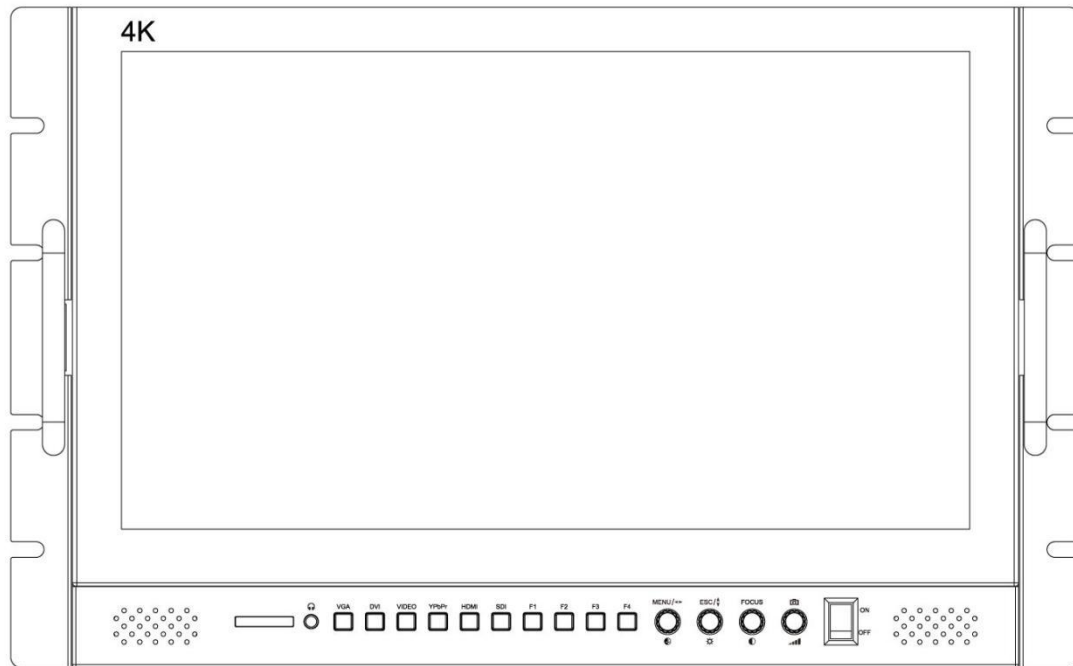 4K
VGA DVI VIDEO YPbPr HDMI SDI F1 F2 F3 F4 MENU/ ESC/ FOCUS
ON
OFF